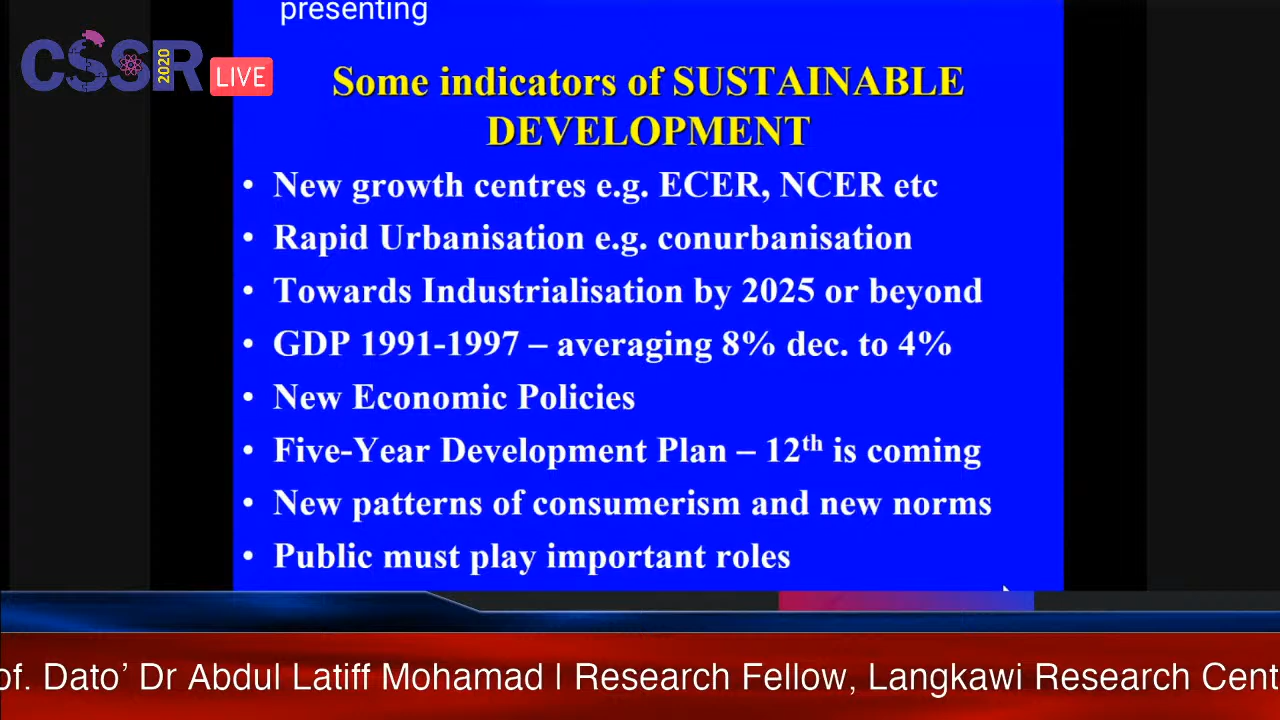 presenting
CSSR 2020
LIVE
Some indicators of SUSTAINABLE
DEVELOPMENT
• New growth centres e.g. ECER, NCER etc
• Rapid Urbanisation e.g. conurbanisation
• Towards Industrialisation by 2025 or beyond
• GDP 1991-1997 – averaging 8% dec. to 4%
• New Economic Policies
• Five-Year Development Plan – 12th is coming
• New patterns of consumerism and new norms
• Public must play important roles
of. Dato’ Dr Abdul Latiff Mohamad | Research Fellow, Langkawi Research Cent